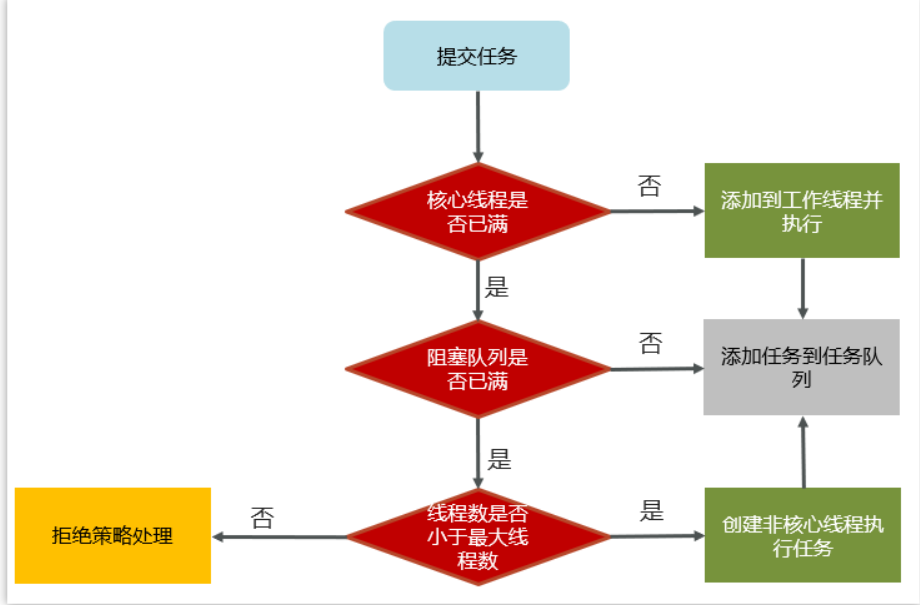 提交任务
核心线程是
否已满
否
添加到工作线程并
执行
是
阻塞队列是
否已满
否
添加任务到任务队
列
是
线程数是否
小于最大线
程数
否
拒绝策略处理
是
创建非核心线程执
行任务